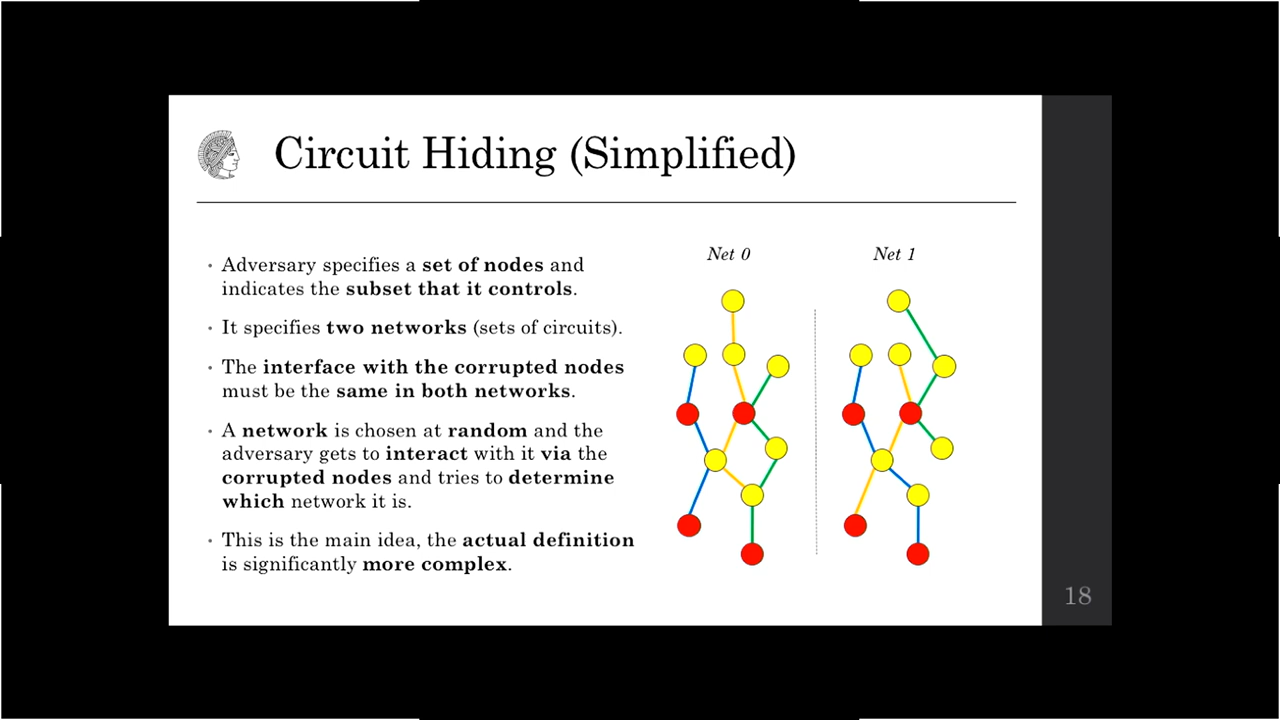 Circuit Hiding (Simplified)
• Adversary specifies a set of nodes and
indicates the subset that it controls.
• It specifies two networks (sets of circuits).
• The interface with the corrupted nodes
must be the same in both networks.
• A network is chosen at random and the
adversary gets to interact with it via the
corrupted nodes and tries to determine
which network it is.
• This is the main idea, the actual definition
is significantly more complex.
Net 0
Net 1
18